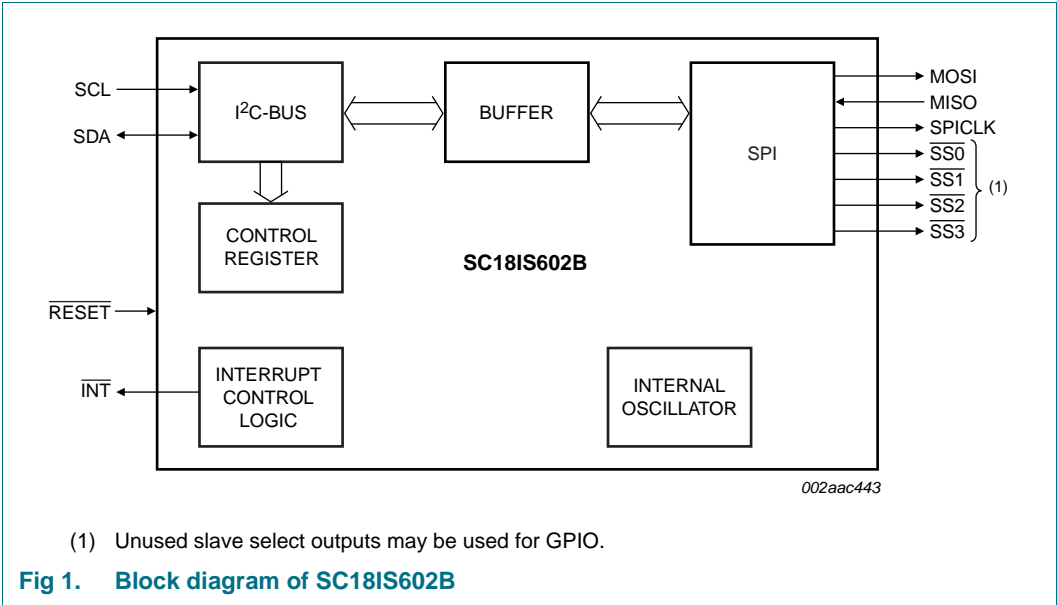 SCL
SDA
I²C-BUS
BUFFER
SPI
MOSI
MISO
SPICLK
SS0
SS1
SS2
SS3
(1)
CONTROL
REGISTER
SC18IS602B
RESET
INT
INTERRUPT
CONTROL
LOGIC
INTERNAL
OSCILLATOR
002aac443
(1) Unused slave select outputs may be used for GPIO.
Fig 1. Block diagram of SC18IS602B